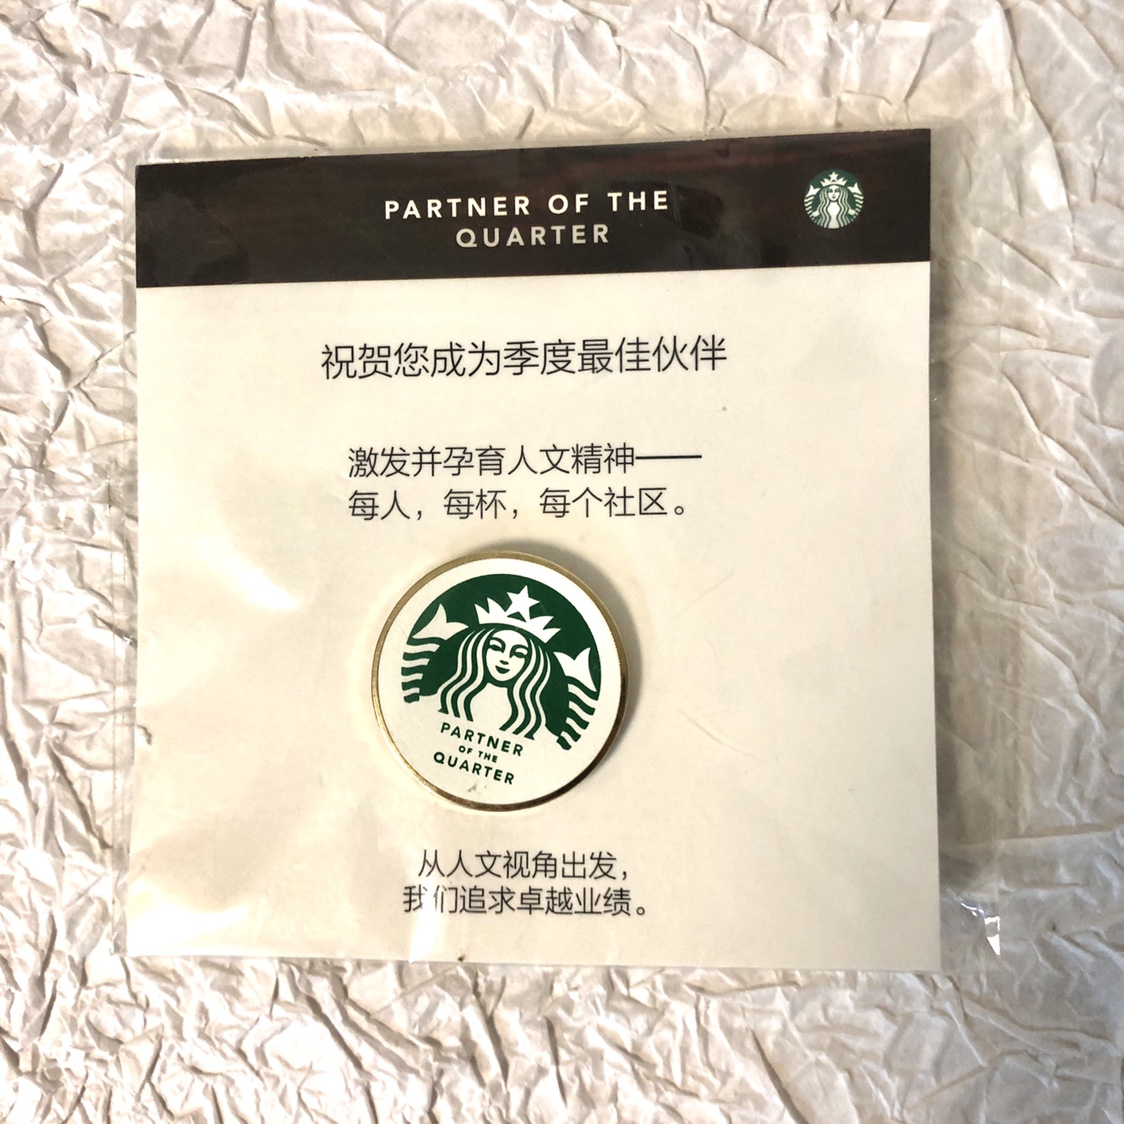 PARTNER OF THE
QUARTER
祝贺您成为季度最佳伙伴
激发并孕育人文精神——
每人，每杯，每个社区。
PARTNER
OF THE
QUARTER
从人文视角出发，
我们追求卓越业绩。